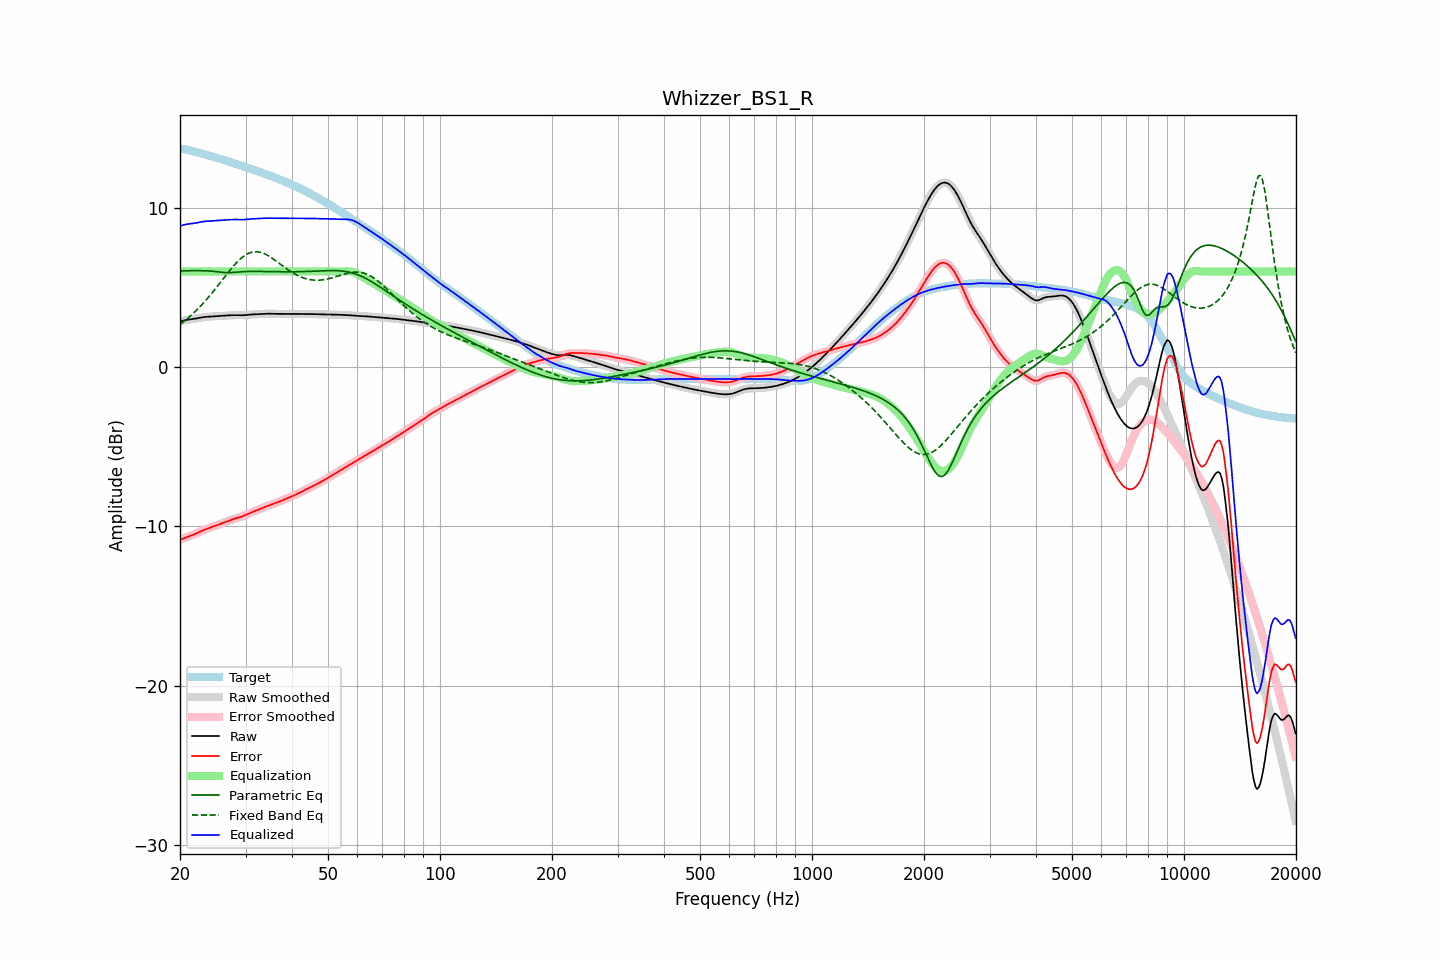 Whizzer_BS1_R
Amplitude (dBr)
10
0
−10
−20
−30
Target
Raw Smoothed
Error Smoothed
Raw
Error
Equalization
Parametric Eq
Fixed Band Eq
Equalized
20 50 100 200 500 1000 2000 5000 10000 20000
Frequency (Hz)